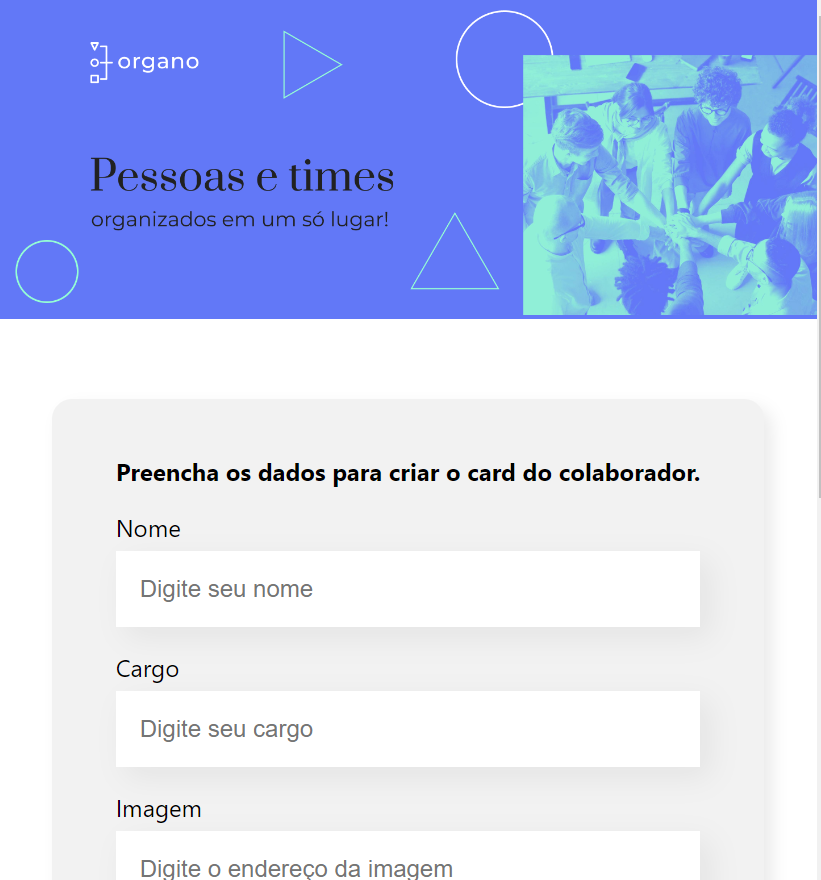 organo
Pessoas e times
organizados em um só lugar!
Preencha os dados para criar o card do colaborador.
Nome
Digite seu nome
Cargo
Digite seu cargo
Imagem
Digite o endereço da imagem